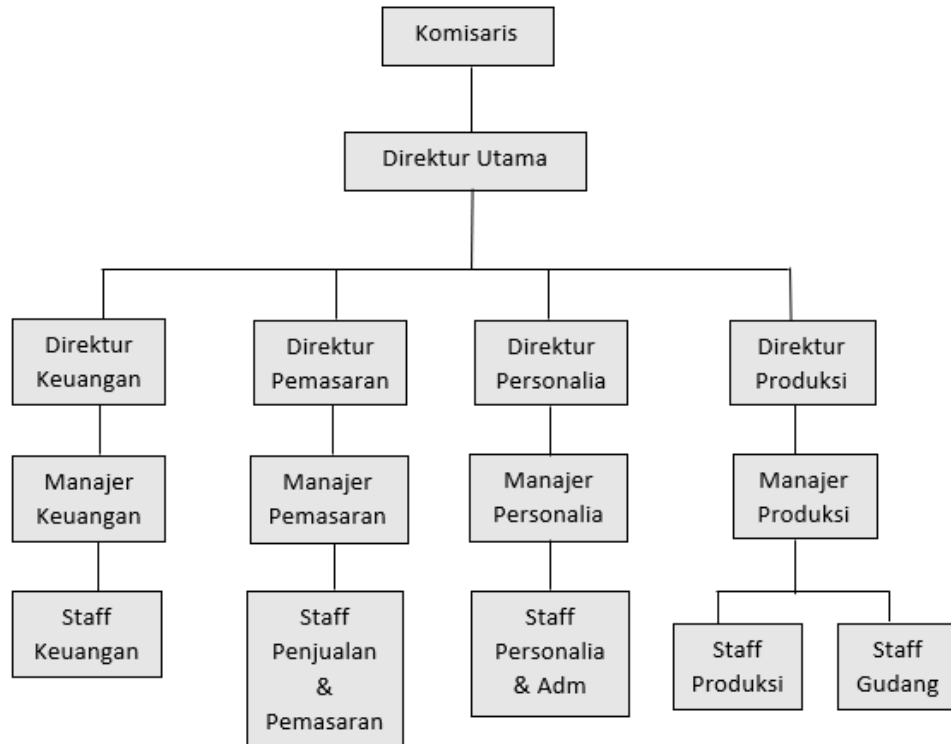 Komisaris
Direktur Utama
Direktur
Keuangan
Direktur
Pemasaran
Direktur
Personalia
Direktur
Produksi
Manajer
Keuangan
Manajer
Pemasaran
Manajer
Personalia
Manajer
Produksi
Staff
Keuangan
Staff
Penjualan
&
Pemasaran
Staff
Personalia
& Adm
Staff
Produksi
Staff
Gudang